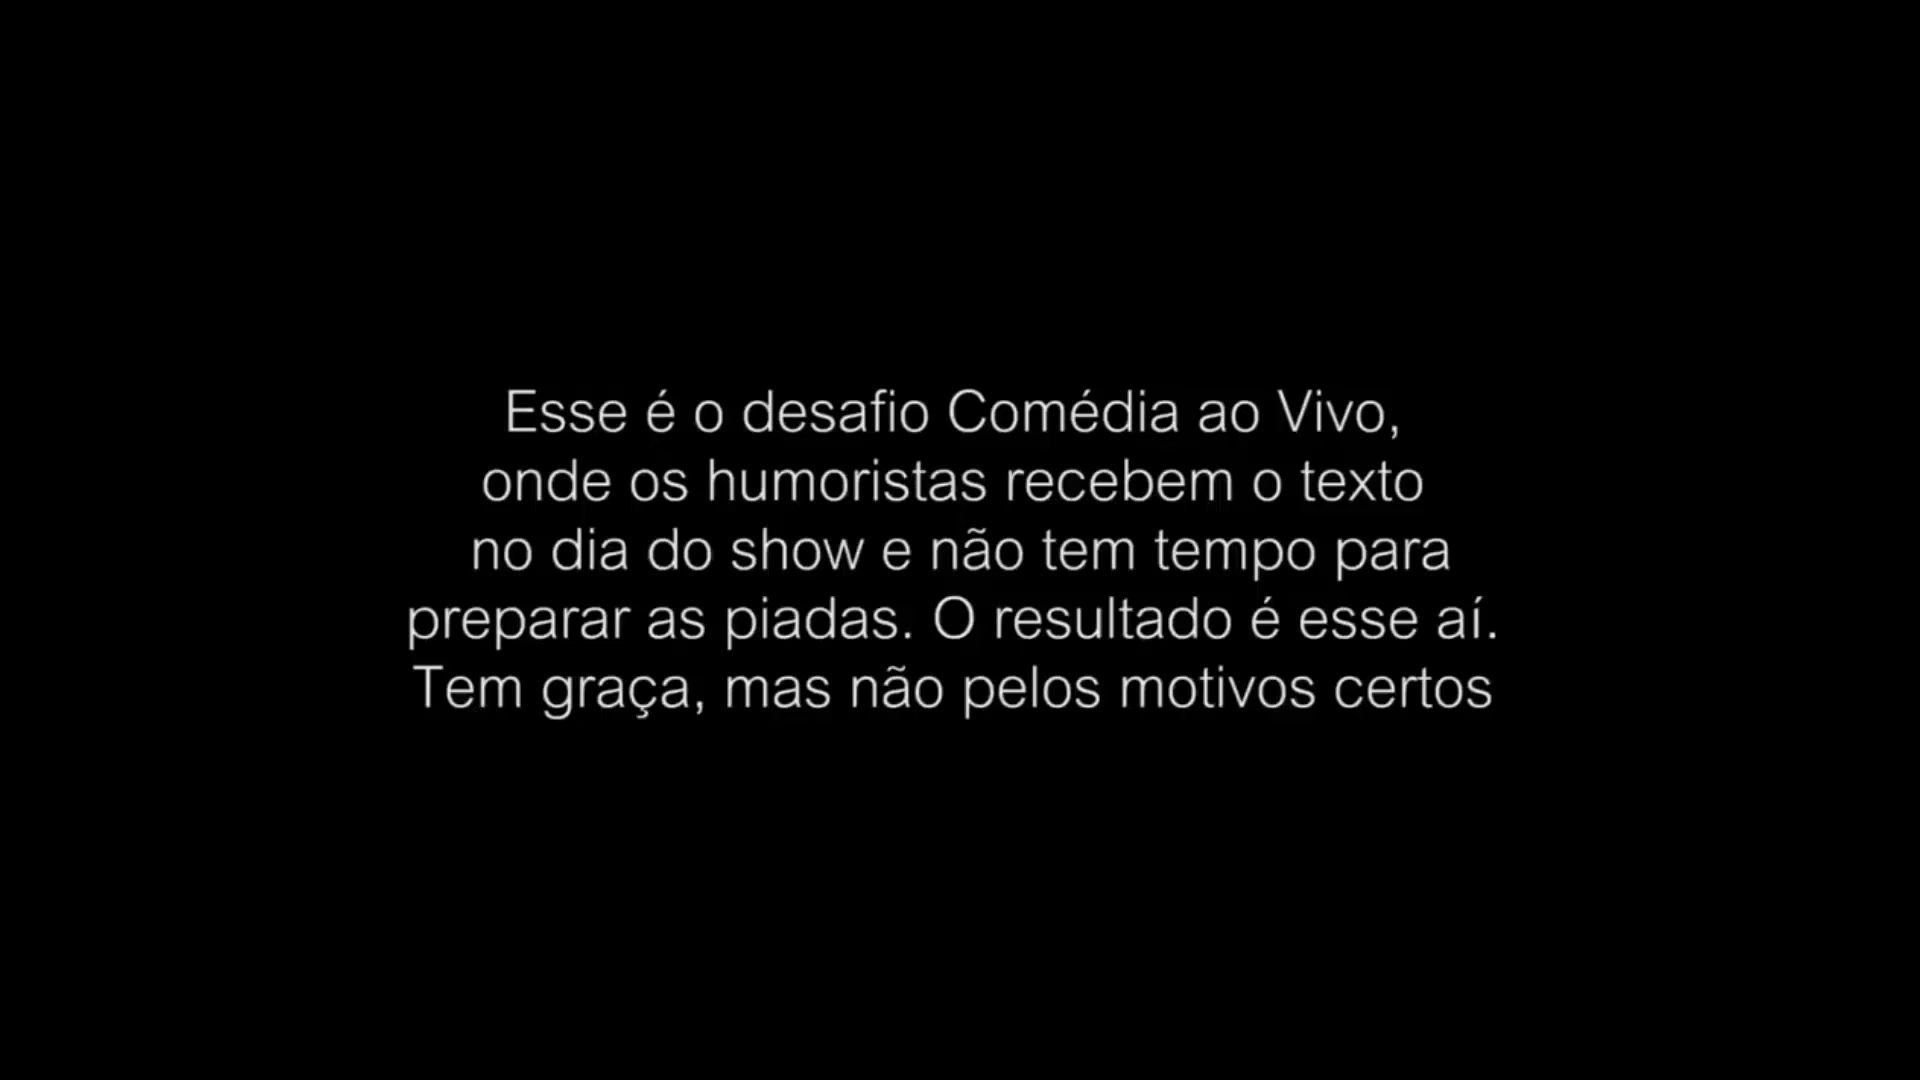 Esse é o desafio Comédia ao Vivo,
onde os humoristas recebem o texto
no dia do show e não tem tempo para
preparar as piadas. O resultado é esse aí.
Tem graça, mas não pelos motivos certos